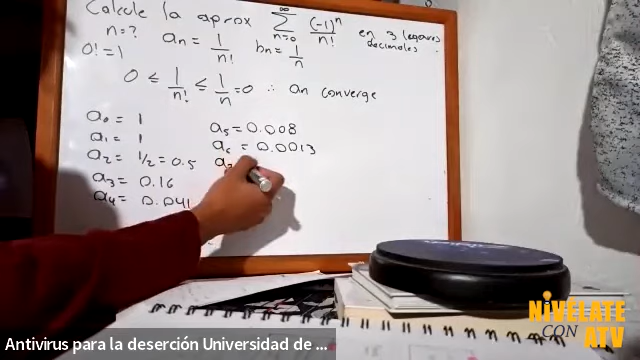 Calcule la aprox ∞∑n=0 (-1)^n/n! en 3 lugares decimales.
n=? an = 1/n! bn = 1/n
0!=1
0 ≤ 1/n! ≤ 1/n =0 ∴ an converge
a0 = 1
a1 = 1
a2 = 1/2 = 0.5
a3 = 0.16
a4 = 0.041
a5 = 0.008
a6 = 0.0013
a7
NIVÉLATE
CON ATV
Antivirus para la deserción Universidad de ...